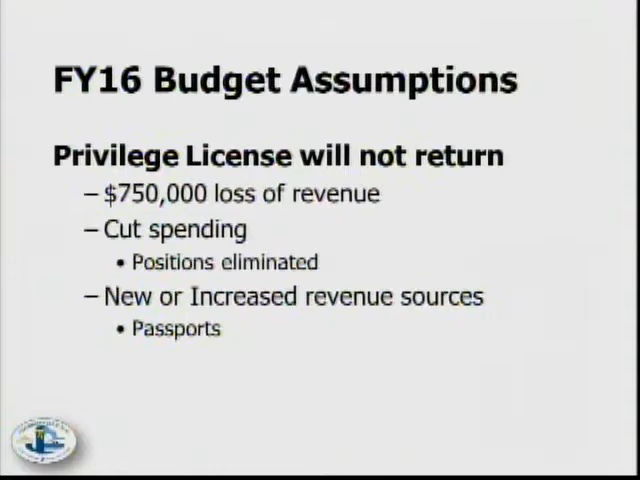 FY16 Budget Assumptions
Privilege License will not return
– $750,000 loss of revenue
– Cut spending
• Positions eliminated
– New or Increased revenue sources
• Passports